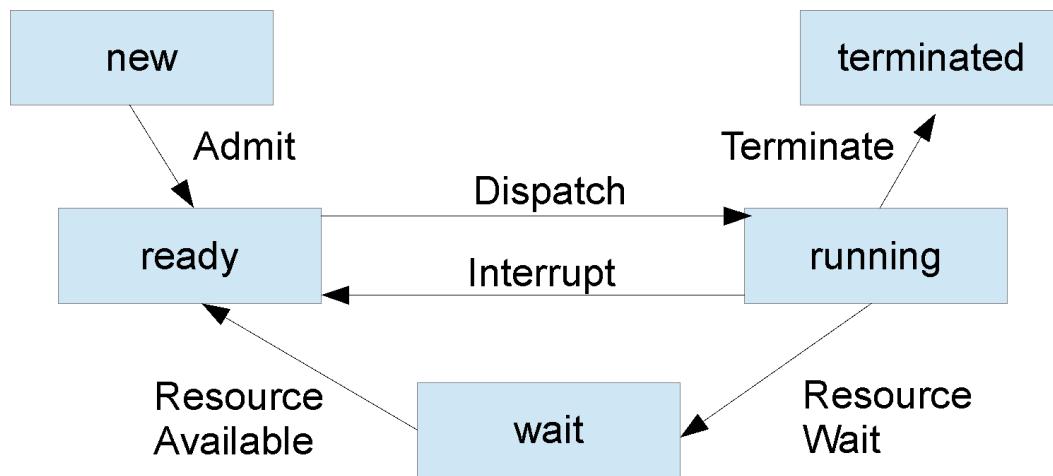 new
terminated
Admit
Terminate
Dispatch
ready
running
Interrupt
Resource
Available
wait
Resource
Wait